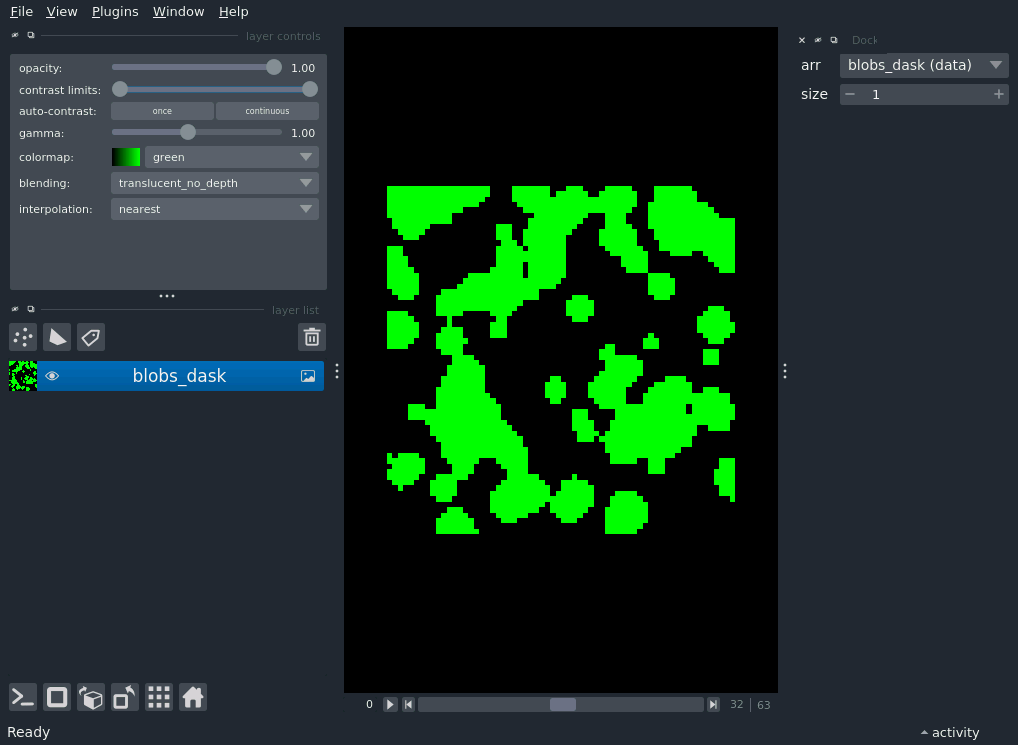 File View Plugins Window Help
layer controls
opacity: 1.00
contrast limits:
auto-contrast: once continuous
gamma: 1.00
colormap: green
blending: translucent_no_depth
interpolation: nearest
layer list
blobs_dask
Dock
arr blobs_dask (data)
size 1
0 32 63
Ready
activity